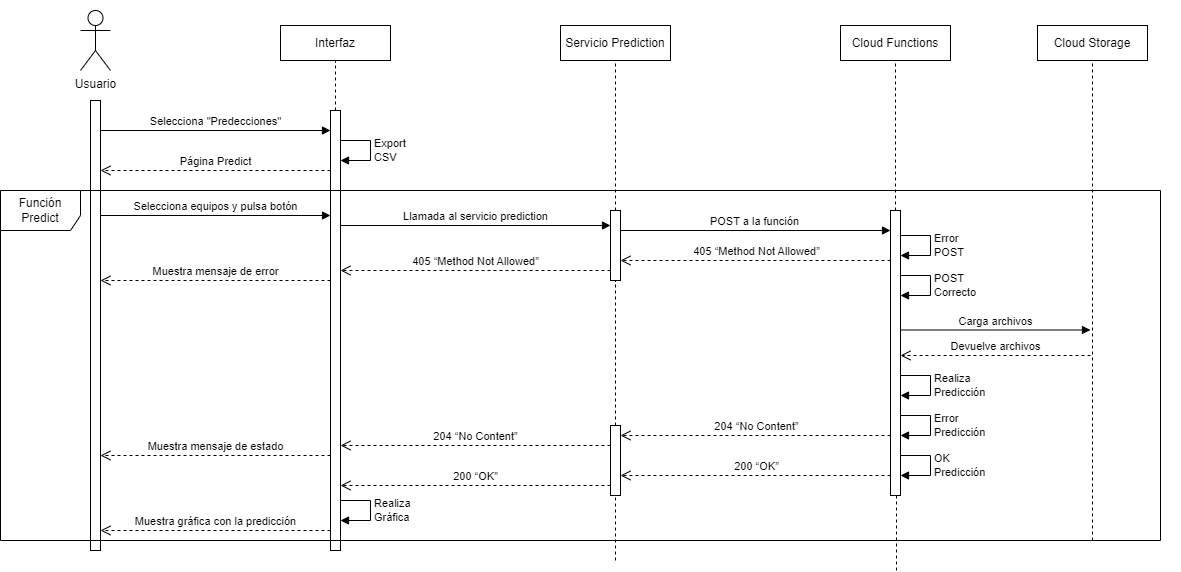 Usuario
Interfaz
Servicio Prediction
Cloud Functions
Cloud Storage
Selecciona "Predecciones"
Export
CSV
Página Predict
Función
Predict
Selecciona equipos y pulsa botón
Llamada al servicio prediction
POST a la función
Error
POST
405 “Method Not Allowed”
405 “Method Not Allowed”
Muestra mensaje de error
POST
Correcto
Carga archivos
Devuelve archivos
Realiza
Predicción
Error
Predicción
204 “No Content”
204 “No Content”
Muestra mensaje de estado
OK
Predicción
200 “OK”
200 “OK”
Realiza
Gráfica
Muestra gráfica con la predicción